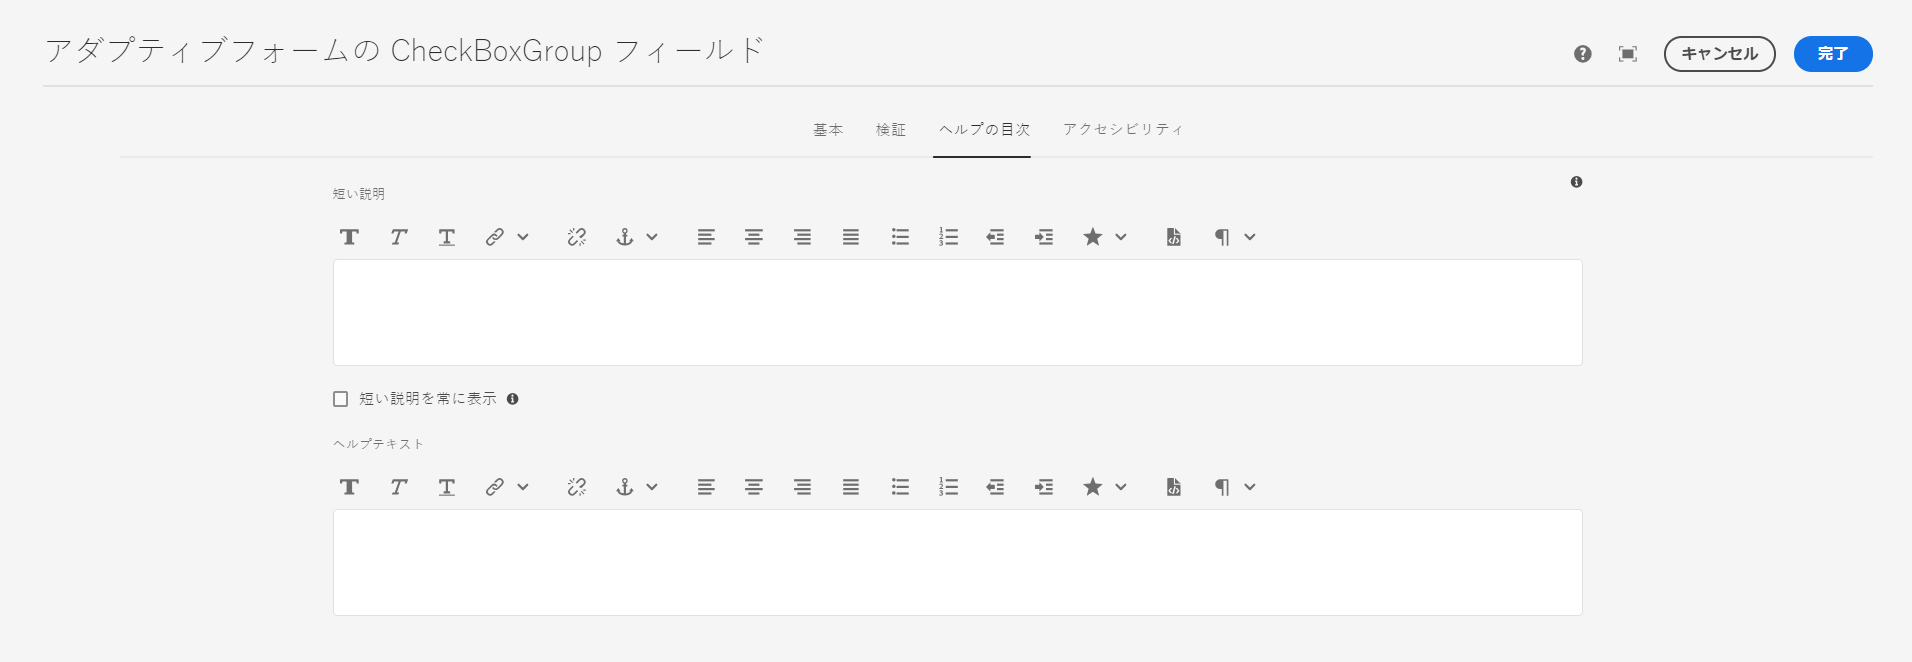 アダプティブフォームの CheckBoxGroup フィールド
キャンセル
完了
基本 検証 ヘルプの目次 アクセシビリティ
短い説明
短い説明を常に表示
ヘルプテキスト